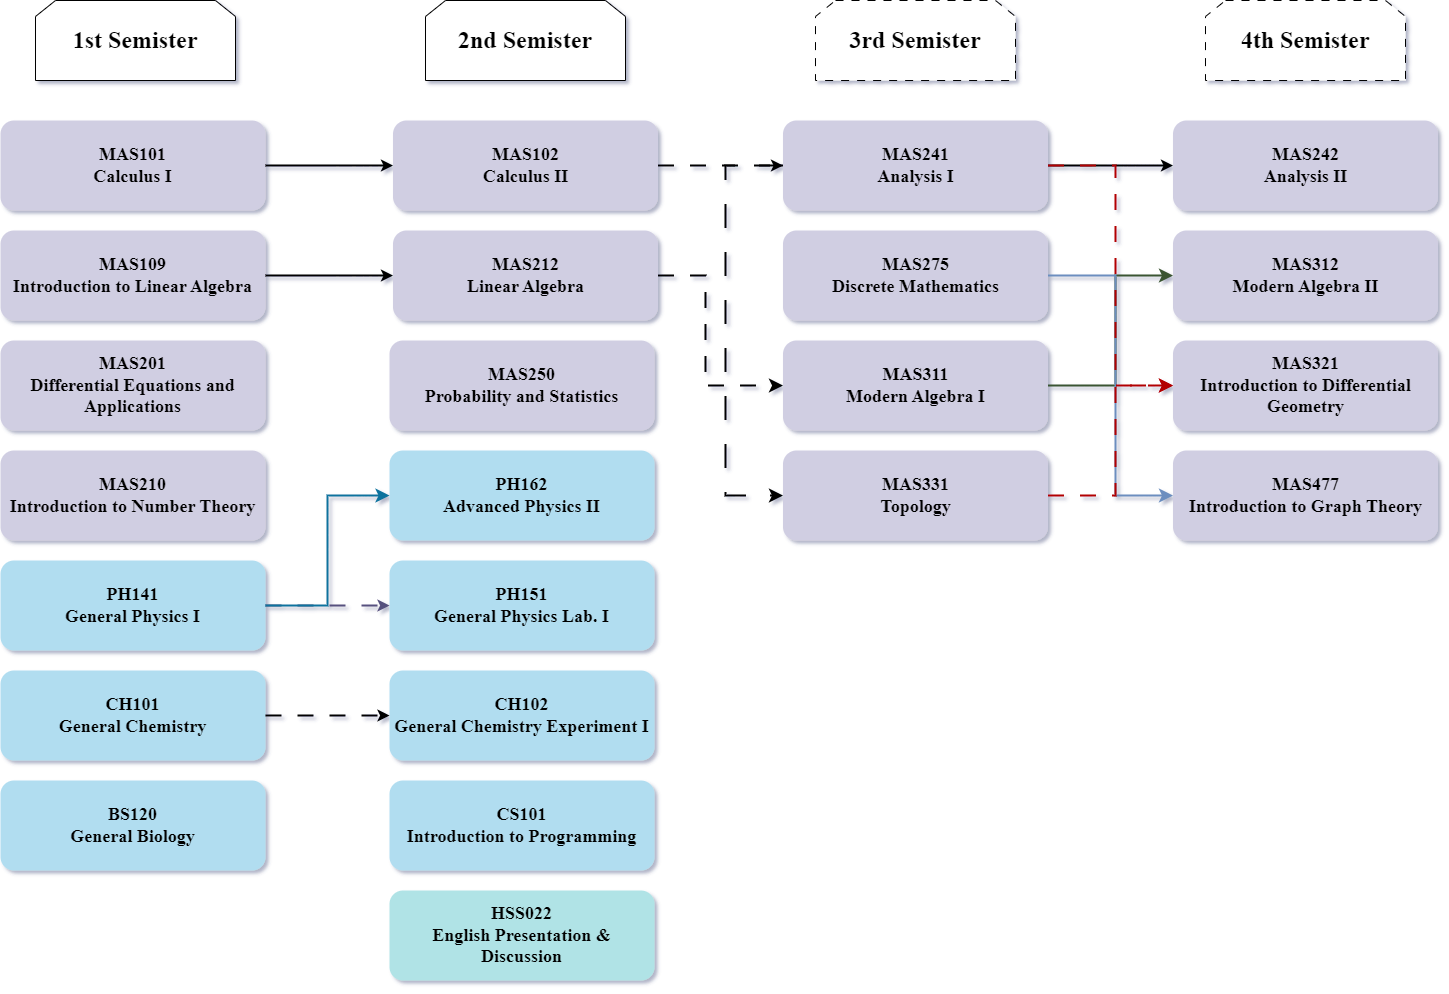 1st Semister
2nd Semister
3rd Semister
4th Semister
MAS101
Calculus I
MAS102
Calculus II
MAS241
Analysis I
MAS242
Analysis II
MAS109
Introduction to Linear Algebra
MAS212
Linear Algebra
MAS275
Discrete Mathematics
MAS312
Modern Algebra II
MAS201
Differential Equations and
Applications
MAS250
Probability and Statistics
MAS311
Modern Algebra I
MAS321
Introduction to Differential
Geometry
MAS210
Introduction to Number Theory
PH162
Advanced Physics II
MAS331
Topology
MAS477
Introduction to Graph Theory
PH141
General Physics I
PH151
General Physics Lab. I
CH101
General Chemistry
CH102
General Chemistry Experiment I
BS120
General Biology
CS101
Introduction to Programming
HSS022
English Presentation &
Discussion